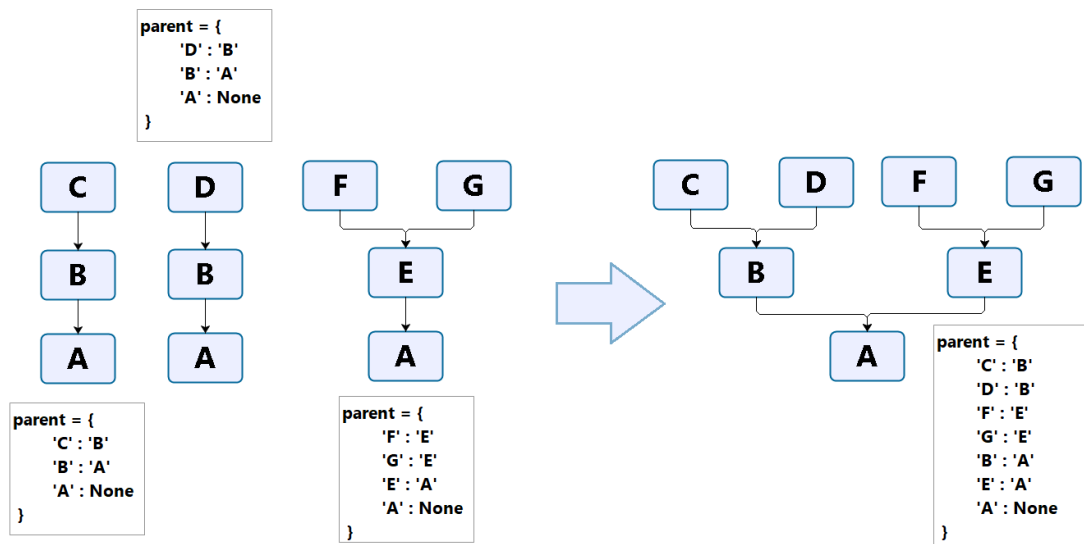 parent = {
'D' : 'B'
'B' : 'A'
'A' : None
}
C
D
F
G
B
B
E
A
A
A
parent = {
'C' : 'B'
'B' : 'A'
'A' : None
}
parent = {
'F' : 'E'
'G' : 'E'
'E' : 'A'
'A' : None
}
C
D
F
G
B
E
A
parent = {
'C' : 'B'
'D' : 'B'
'F' : 'E'
'G' : 'E'
'B' : 'A'
'E' : 'A'
'A' : None
}